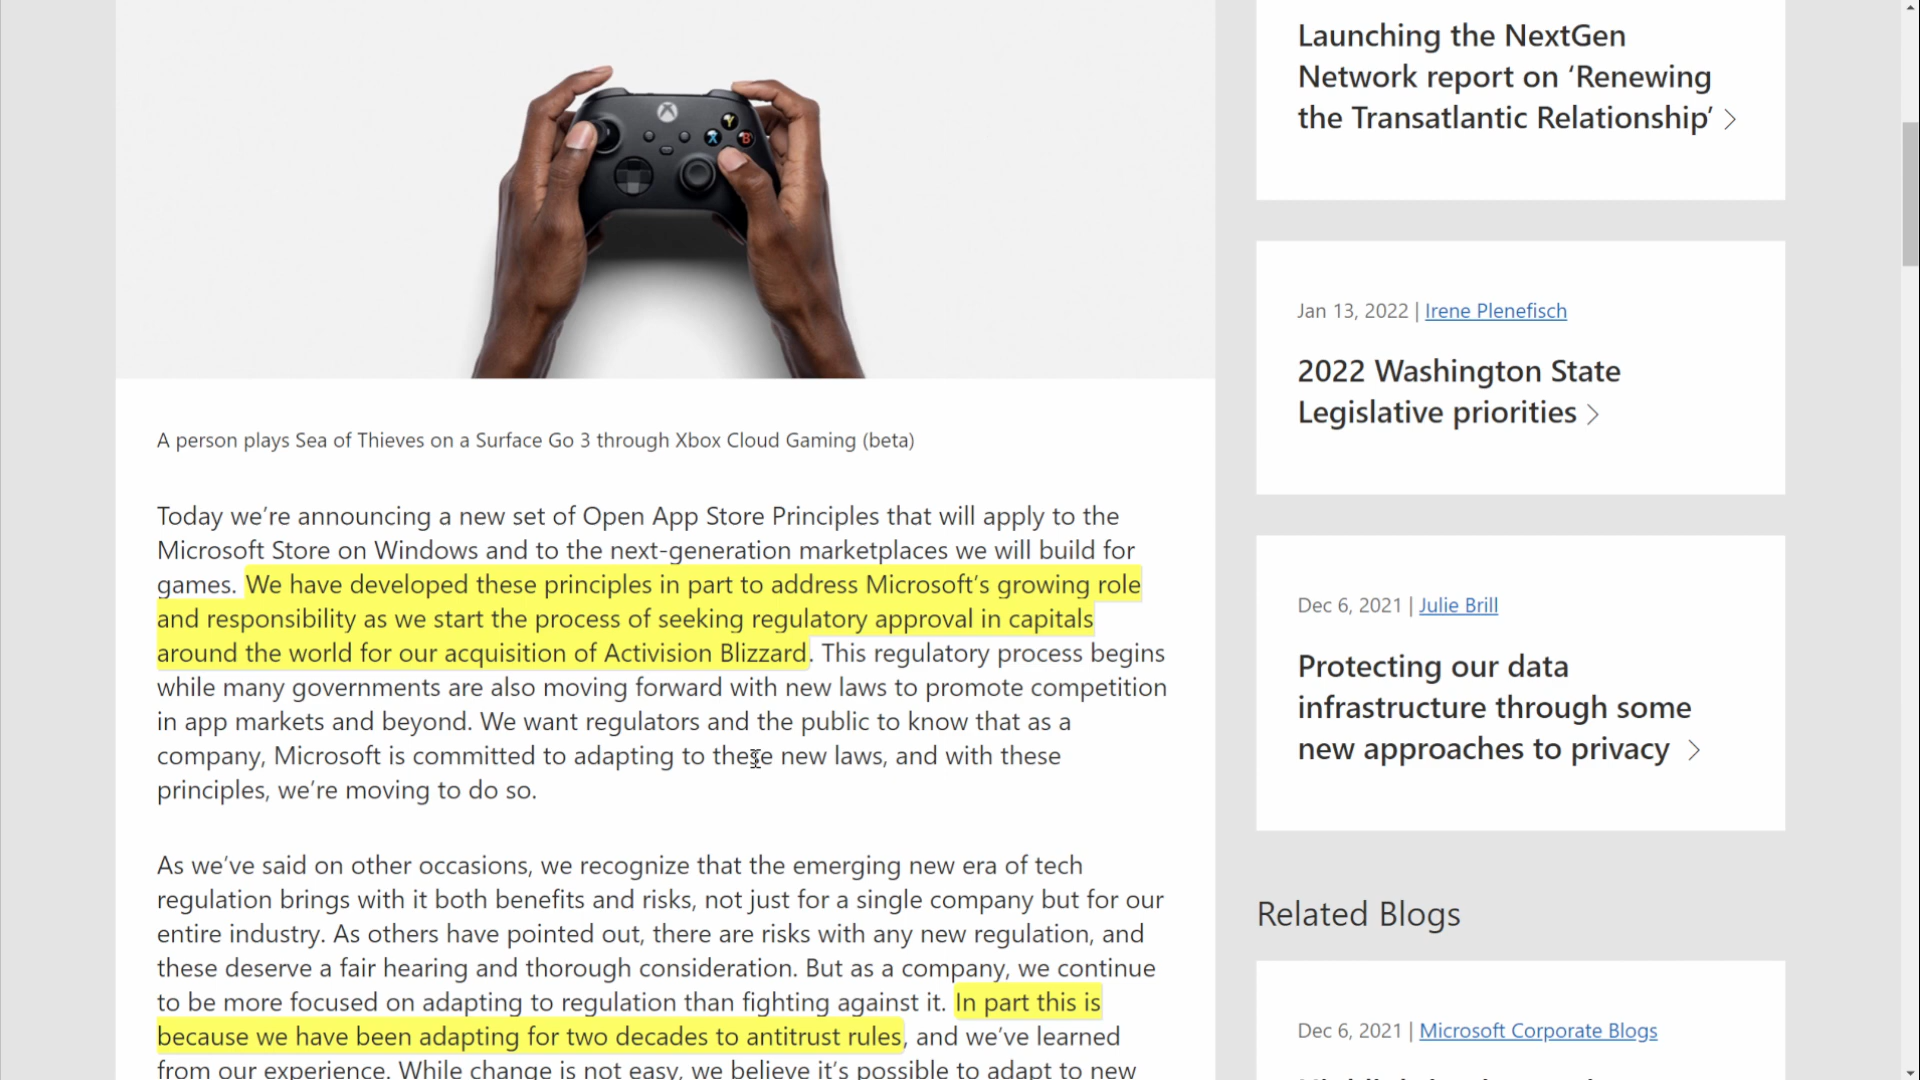 Launching the NextGen
Network report on ‘Renewing
the Transatlantic Relationship’
Y
X
B
A person plays Sea of Thieves on a Surface Go 3 through Xbox Cloud Gaming (beta)
Today we’re announcing a new set of Open App Store Principles that will apply to the
Microsoft Store on Windows and to the next-generation marketplaces we will build for
games. We have developed these principles in part to address Microsoft’s growing role
and responsibility as we start the process of seeking regulatory approval in capitals
around the world for our acquisition of Activision Blizzard. This regulatory process begins
while many governments are also moving forward with new laws to promote competition
in app markets and beyond. We want regulators and the public to know that as a
company, Microsoft is committed to adapting to these new laws, and with these
principles, we’re moving to do so.
As we’ve said on other occasions, we recognize that the emerging new era of tech
regulation brings with it both benefits and risks, not just for a single company but for our
entire industry. As others have pointed out, there are risks with any new regulation, and
these deserve a fair hearing and thorough consideration. But as a company, we continue
to be more focused on adapting to regulation than fighting against it. In part this is
because we have been adapting for two decades to antitrust rules, and we’ve learned
from our experience. While change is not easy, we believe it’s possible to adapt to new
Jan 13, 2022 | Irene Plenefisch
2022 Washington State
Legislative priorities
Dec 6, 2021 | Julie Brill
Protecting our data
infrastructure through some
new approaches to privacy
Related Blogs
Dec 6, 2021 | Microsoft Corporate Blogs